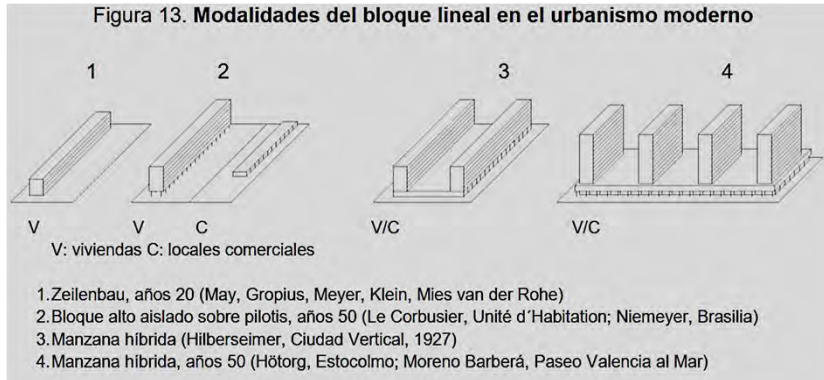 Figura 13. Modalidades del bloque lineal en el urbanismo moderno
1 2 3 4
V V C V/C V/C
V: viviendas C: locales comerciales
1.Zeilenbau, años 20 (May, Gropius, Meyer, Klein, Mies van der Rohe)
2.Bloque alto aislado sobre pilotis, años 50 (Le Corbusier, Unité d´Habitation; Niemeyer, Brasilia)
3.Manzana híbrida (Hilberseimer, Ciudad Vertical, 1927)
4.Manzana híbrida, años 50 (Hötorg, Estocolmo; Moreno Barberá, Paseo Valencia al Mar)